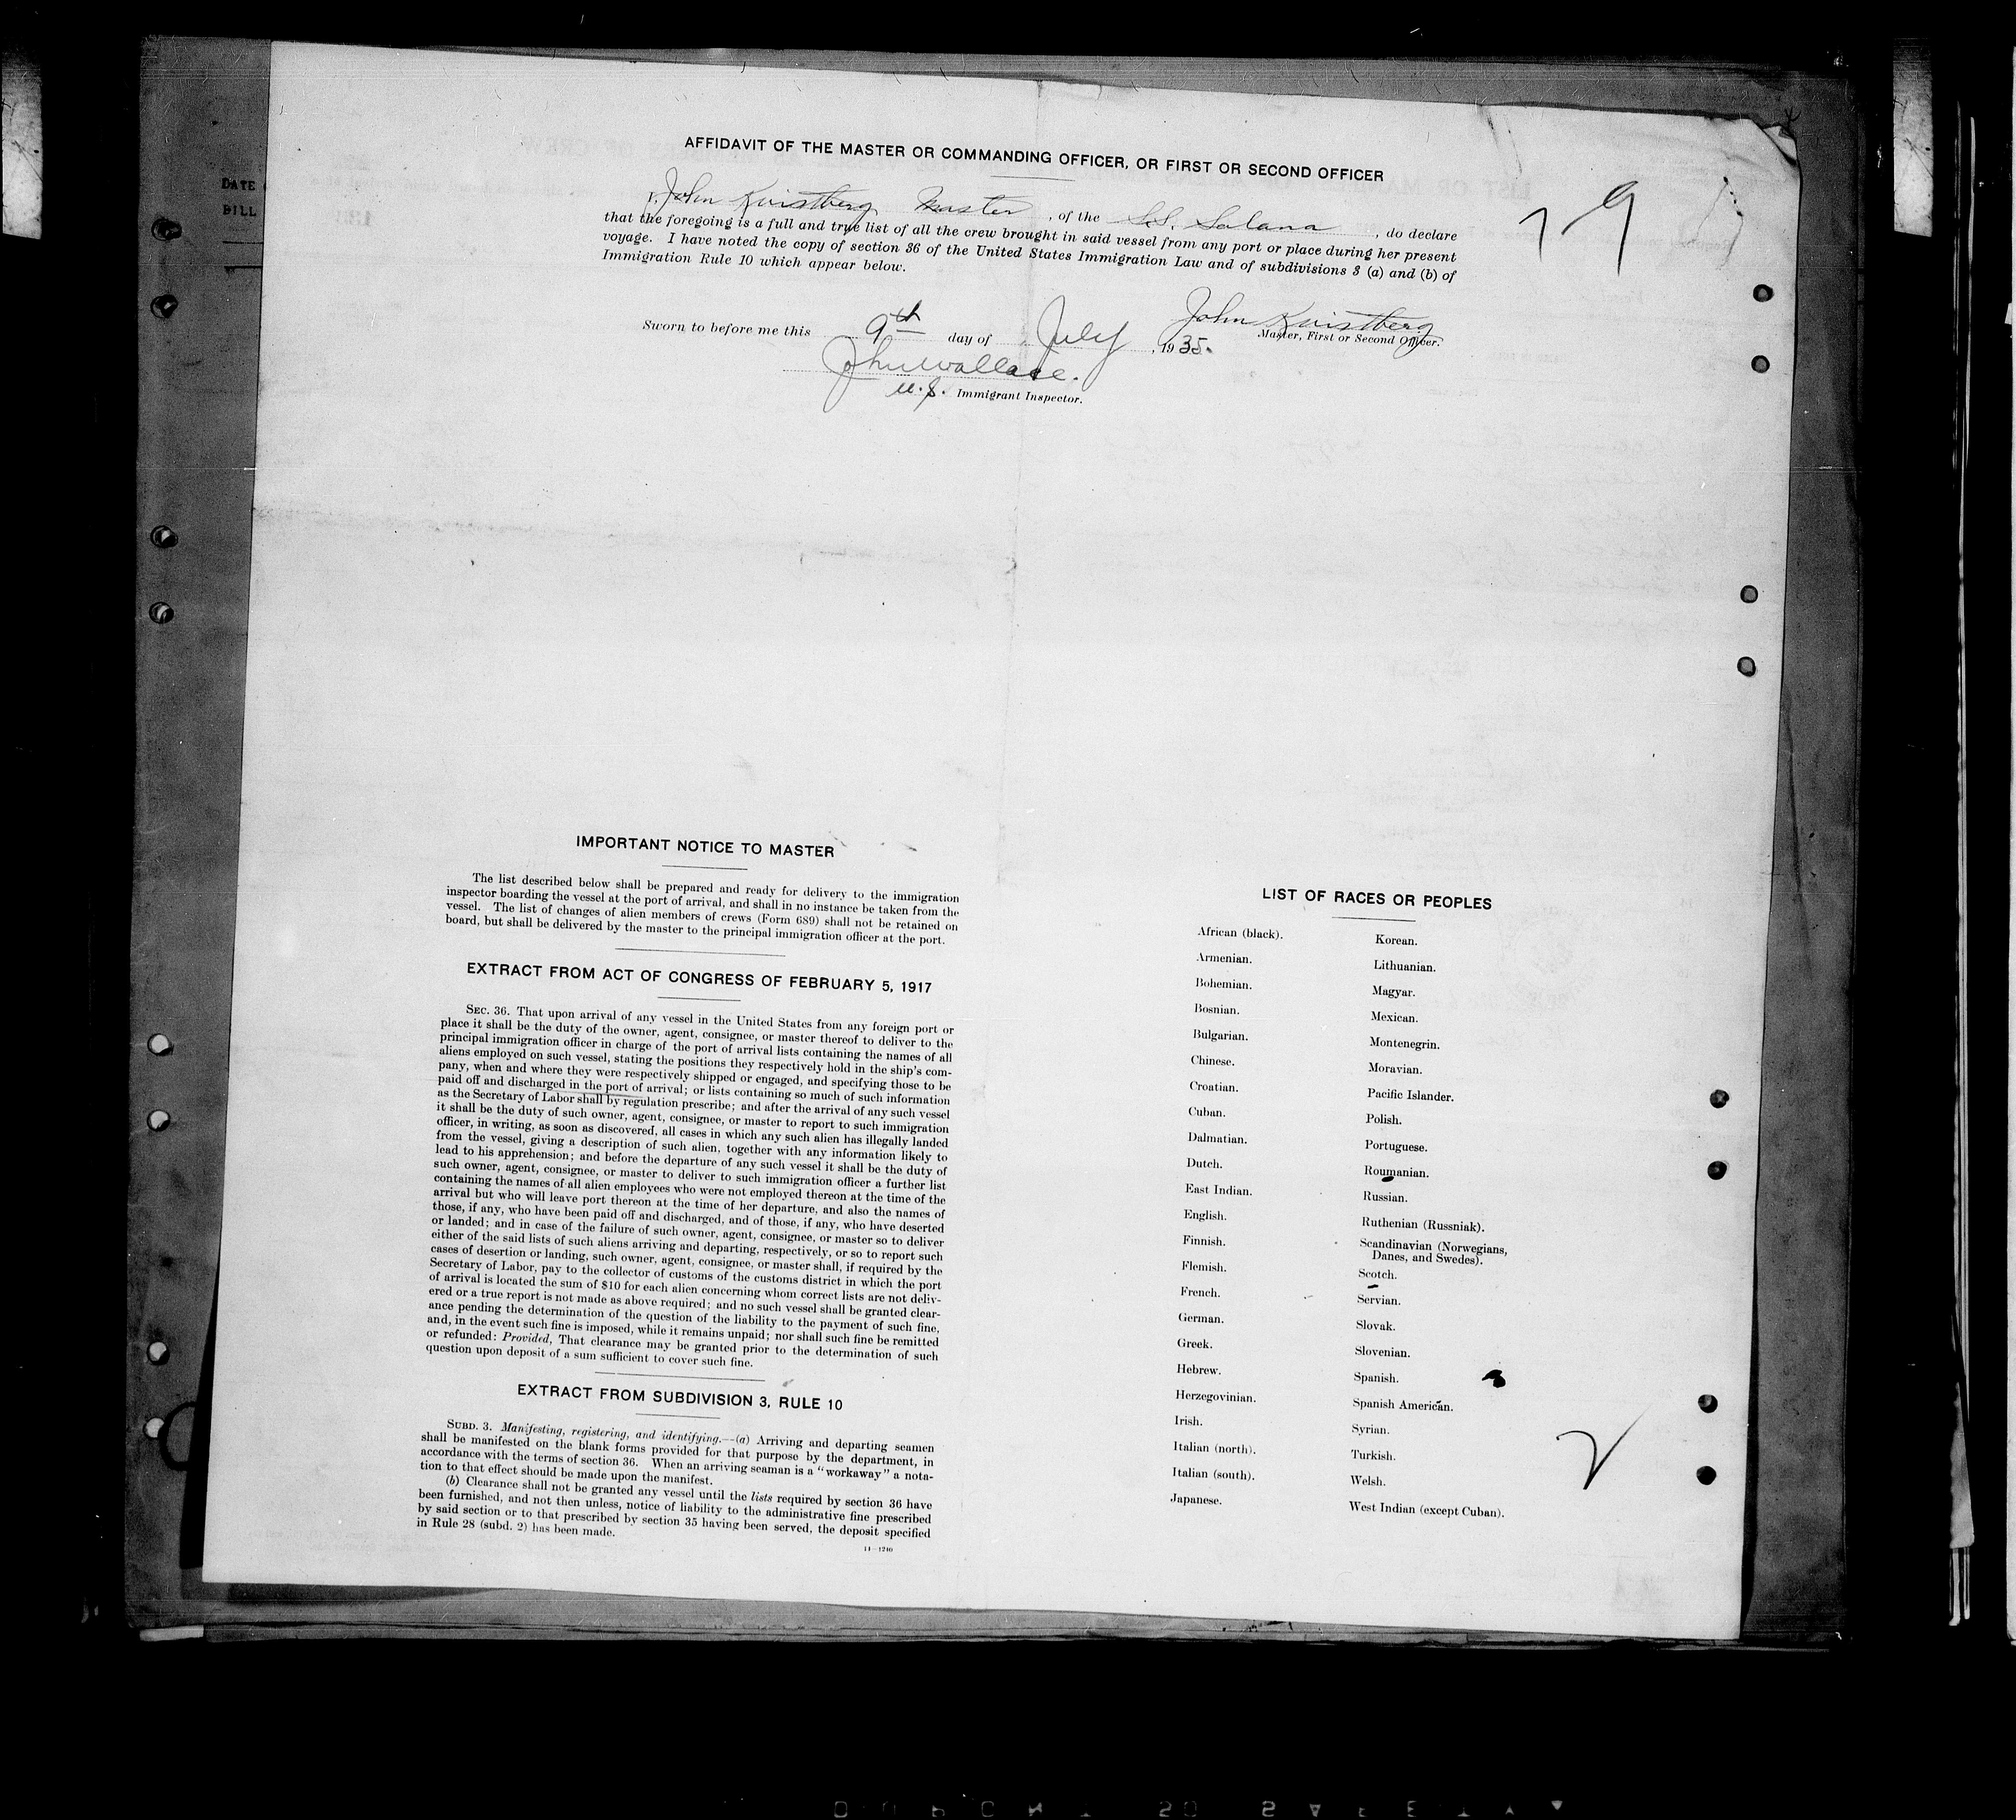 AFFIDAVIT OF THE MASTER OR COMMANDING OFFICER, OR FIRST OR SECOND OFFICER
I, John Kvistberg Master, of the S.S. Solana, do declare
that the foregoing is a full and true list of all the crew brought in said vessel from any port or place during her present
voyage. I have noted the copy of section 36 of the United States Immigration Law and of subdivisions 3 (a) and (b) of
Immigration Rule 10 which appear below.
79
John Kvistberg
Master, First or Second Officer.
Sworn to before me this 9th day of July, 1935.
John Wallace.
U.S. Immigrant Inspector.
DATE
BILL
IMPORTANT NOTICE TO MASTER
The list described below shall be prepared and ready for delivery to the immigration
inspector boarding the vessel at the port of arrival, and shall in no instance be taken from the
vessel. The list of changes of alien members of crews (Form 689) shall not be retained on
board, but shall be delivered by the master to the principal immigration officer at the port.
EXTRACT FROM ACT OF CONGRESS OF FEBRUARY 5, 1917
SEC. 36. That upon arrival of any vessel in the United States from any foreign port or
place it shall be the duty of the owner, agent, consignee, or master thereof to deliver to the
principal immigration officer in charge of the port of arrival lists containing the names of all
aliens employed on such vessel, stating the positions they respectively hold in the ship's com-
pany, when and where they were respectively shipped or engaged, and specifying those to be
paid off and discharged in the port of arrival; or lists containing so much of such information
as the Secretary of Labor shall by regulation prescribe; and after the arrival of any such vessel
it shall be the duty of such owner, agent, consignee, or master to report to such immigration
officer, in writing, as soon as discovered, all cases in which any such alien has illegally landed
from the vessel, giving a description of such alien, together with any information likely to
lead to his apprehension; and before the departure of any such vessel it shall be the duty of
such owner, agent, consignee, or master to deliver to such immigration officer a further list
containing the names of all alien employees who were not employed thereon at the time of the
arrival but who will leave port thereon at the time of her departure, and also the names of
those, if any, who have been paid off and discharged, and of those, if any, who have deserted
or landed; and in case of the failure of such owner, agent, consignee, or master so to deliver
either of the said lists of such aliens arriving and departing, respectively, or so to report such
cases of desertion or landing, such owner, agent, consignee, or master shall, if required by the
Secretary of Labor, pay to the collector of customs of the customs district in which the port
of arrival is located the sum of $10 for each alien concerning whom correct lists are not deliv-
ered or a true report is not made as above required; and no such vessel shall be granted clear-
ance pending the determination of the question of the liability to the payment of such fine,
and, in the event such fine is imposed, while it remains unpaid; nor shall such fine be remitted
or refunded: Provided, That clearance may be granted prior to the determination of such
question upon deposit of a sum sufficient to cover such fine.
EXTRACT FROM SUBDIVISION 3, RULE 10
SUBD. 3. Manifesting, registering, and identifying.—(a) Arriving and departing seamen
shall be manifested on the blank forms provided for that purpose by the department, in
accordance with the terms of section 36. When an arriving seaman is a "workaway" a nota-
tion to that effect should be made upon the manifest.
(b) Clearance shall not be granted any vessel until the lists required by section 36 have
been furnished, and not then unless, notice of liability to the administrative fine prescribed
by said section or to that prescribed by section 35 having been served, the deposit specified
in Rule 28 (subd. 2) has been made.
14—1240
LIST OF RACES OR PEOPLES
African (black).
Armenian.
Bohemian.
Bosnian.
Bulgarian.
Chinese.
Croatian.
Cuban.
Dalmatian.
Dutch.
East Indian.
English.
Finnish.
Flemish.
French.
German.
Greek.
Hebrew.
Herzegovinian.
Irish.
Italian (north).
Italian (south).
Japanese.
Korean.
Lithuanian.
Magyar.
Mexican.
Montenegrin.
Moravian.
Pacific Islander.
Polish.
Portuguese.
Roumanian.
Russian.
Ruthenian (Russniak).
Scandinavian (Norwegians,
Danes, and Swedes).
Scotch.
Servian.
Slovak.
Slovenian.
Spanish.
Spanish American.
Syrian.
Turkish.
Welsh.
West Indian (except Cuban).